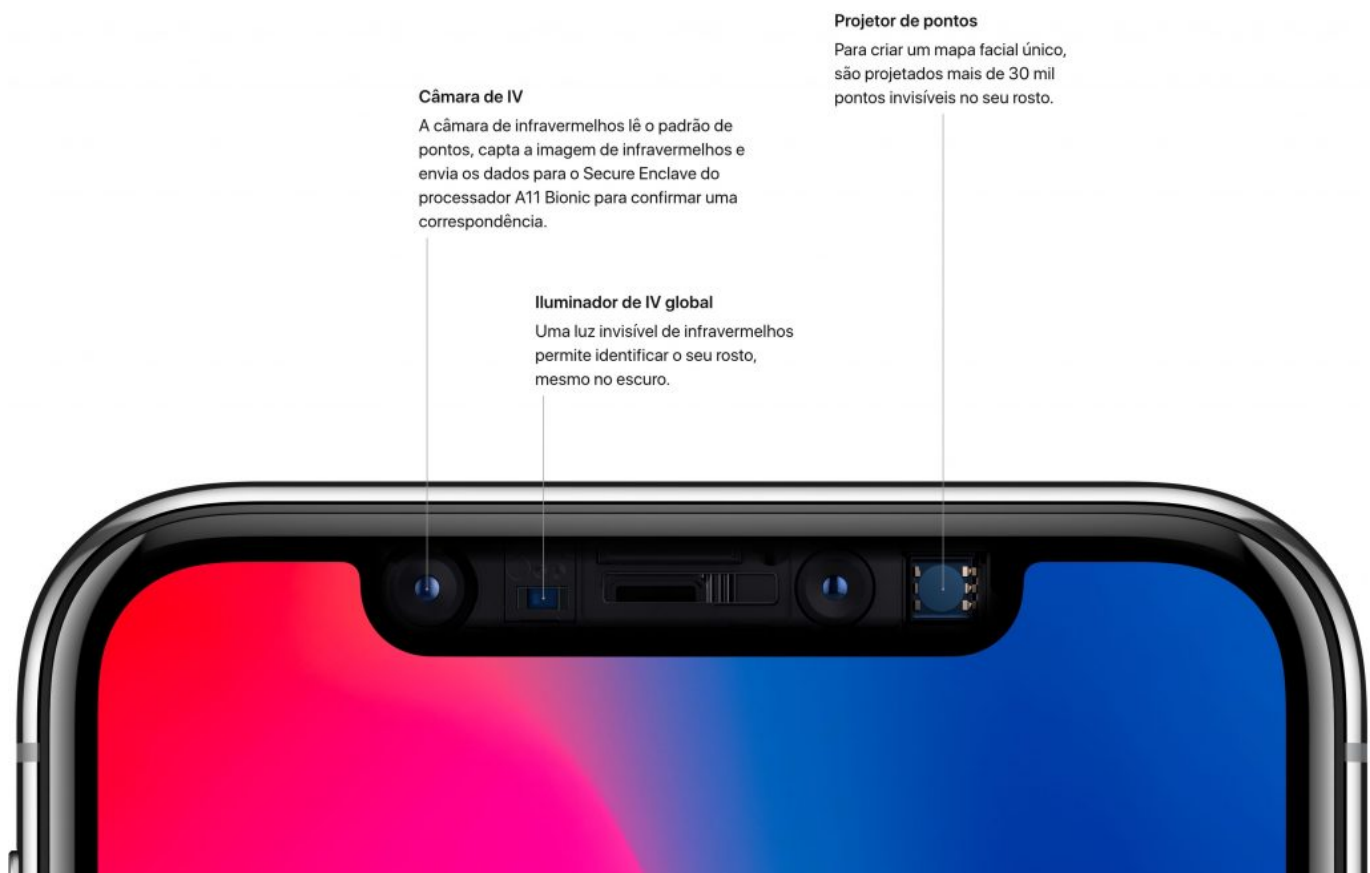 Projetor de pontos
Para criar um mapa facial único,
são projetados mais de 30 mil
pontos invisíveis no seu rosto.
Câmara de IV
A câmara de infravermelhos lê o padrão de
pontos, capta a imagem de infravermelhos e
envia os dados para o Secure Enclave do
processador A11 Bionic para confirmar uma
correspondência.
Iluminador de IV global
Uma luz invisível de infravermelhos
permite identificar o seu rosto,
mesmo no escuro.